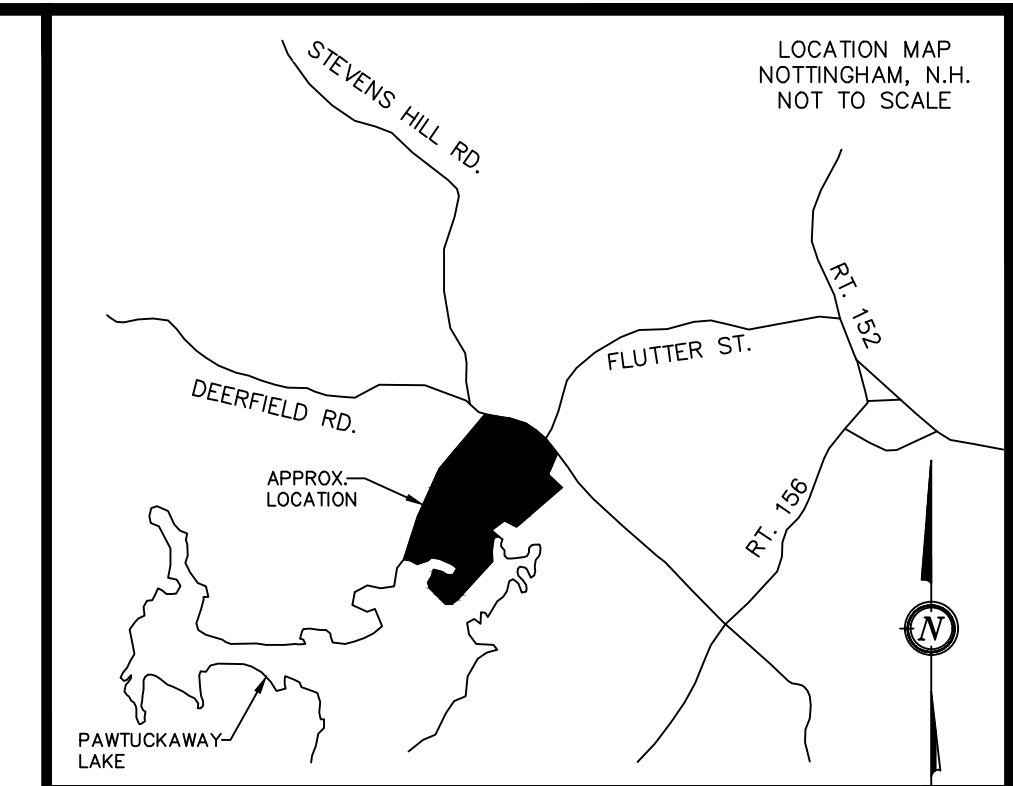 LOCATION MAP
NOTTINGHAM, N.H.
NOT TO SCALE
STEVENS HILL RD.
RT. 152
FLUTTER ST.
DEERFIELD RD.
APPROX.
LOCATION
RT. 156
N
PAWTUCKAWAY
LAKE